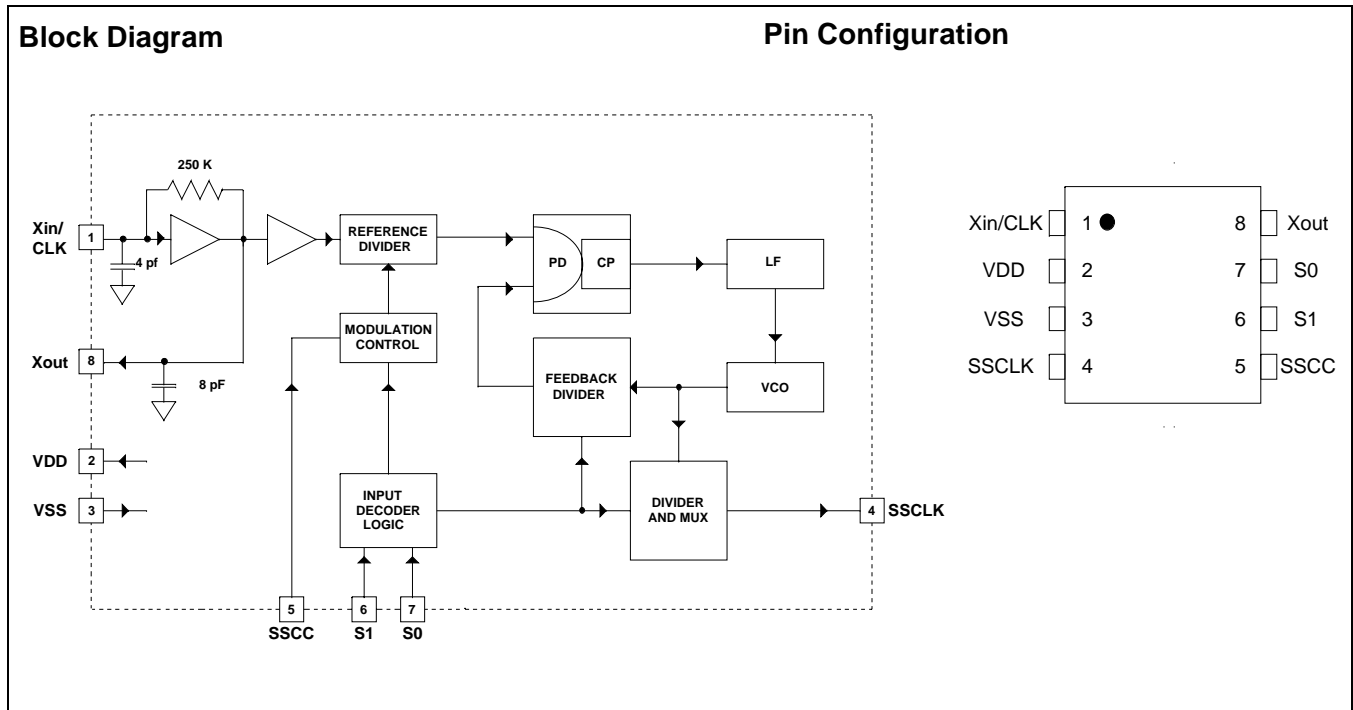 Block Diagram
Pin Configuration
250 K
Xin/
CLK
1
4 pf
REFERENCE
DIVIDER
PD
CP
LF
MODULATION
CONTROL
Xout
8
8 pF
FEEDBACK
DIVIDER
VCO
VDD
2
VSS
3
INPUT
DECODER
LOGIC
DIVIDER
AND MUX
4
SSCLK
5
6
7
SSCC
S1
S0
Xin/CLK
1
8
Xout
VDD
2
7
S0
VSS
3
6
S1
SSCLK
4
5
SSCC